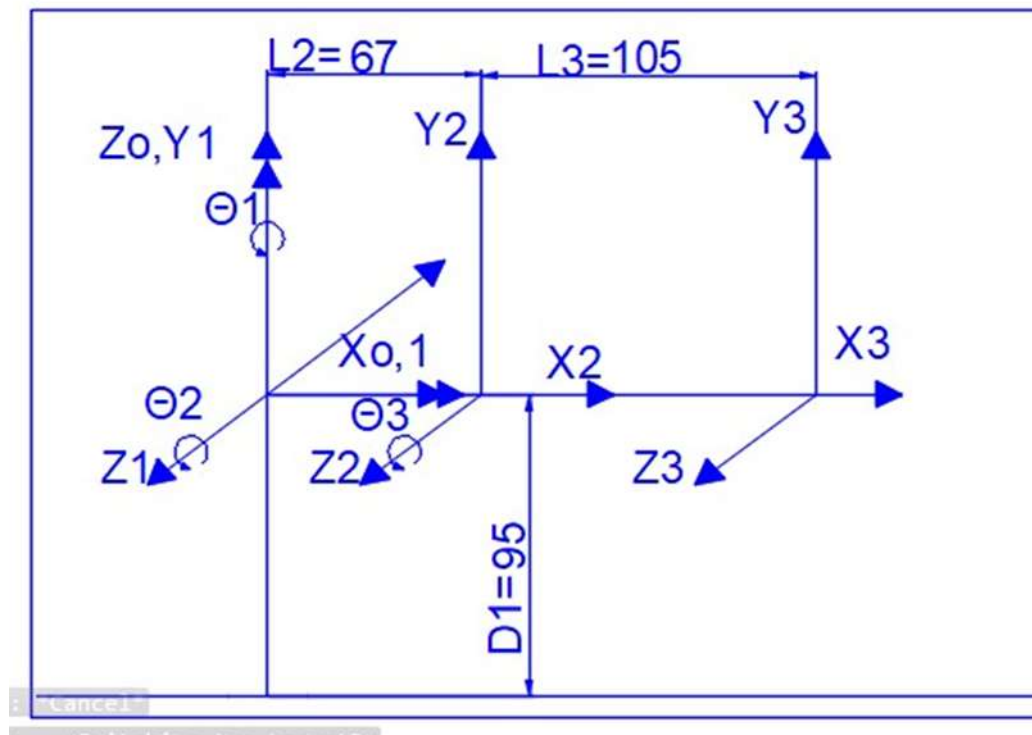 L2=67
L3=105
Zo,Y1
Y2
Y3
Θ1
Xo,1
X2
X3
Θ2
Θ3
Z1
Z2
Z3
D1=95
: *Cancel*